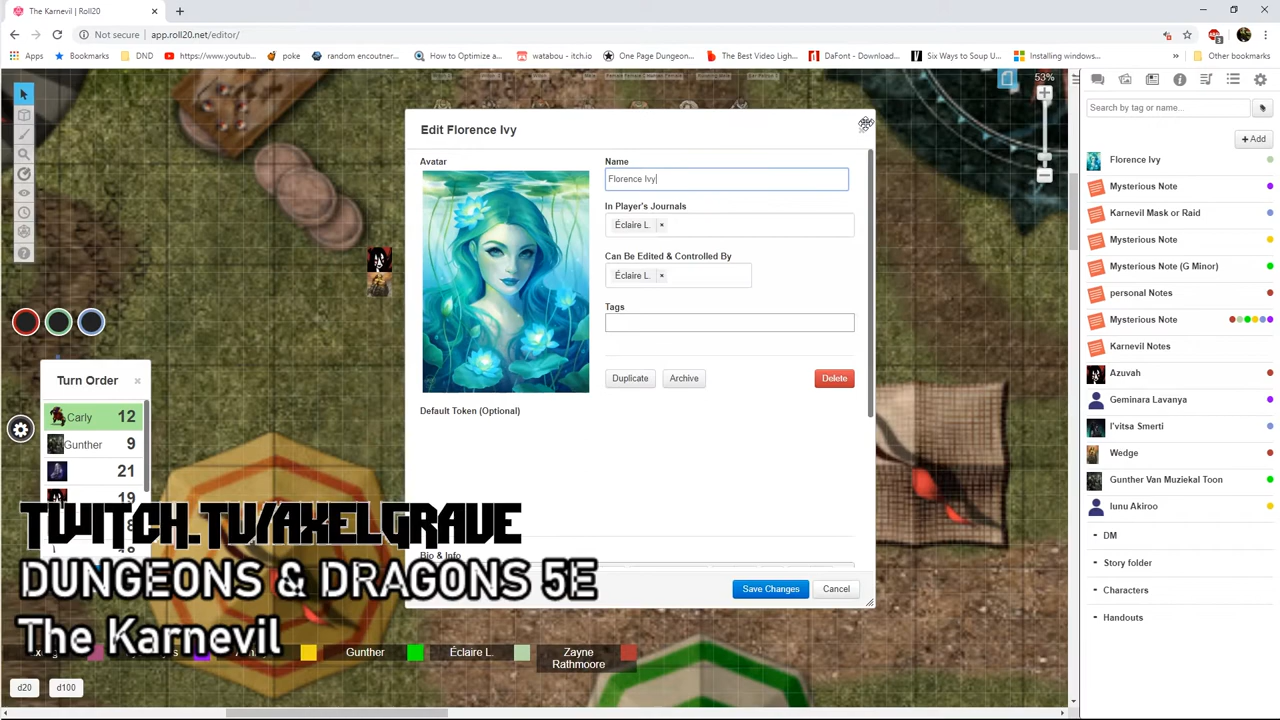 The Karnevil | Roll20
Not secure | app.roll20.net/editor/
Apps
Bookmarks
DND
https://www.youtube...
poke
random encoutner...
How to Optimize a...
watabou - itch.io
One Page Dungeon...
The Best Video Ligh...
DaFont - Download...
Six Ways to Soup U...
Installing windows...
»
Other bookmarks
53%
Search by tag or name...
+ Add
Edit Florence Ivy
Avatar
Name
Florence Ivy
In Player's Journals
Éclaire L. ×
Can Be Edited & Controlled By
Éclaire L. ×
Tags
Duplicate
Archive
Delete
Default Token (Optional)
Bio & Info
Save Changes
Cancel
Florence Ivy
Mysterious Note
Karnevil Mask or Raid
Mysterious Note
Mysterious Note (G Minor)
personal Notes
Mysterious Note
Karnevil Notes
Azuvah
Geminara Lavanya
I'vitsa Smerti
Wedge
Gunther Van Muziekal Toon
Iunu Akiroo
DM
Story folder
Characters
Handouts
Turn Order ×
Carly 12
Gunther 9
21
19
TWITCH.TV/AXELGRAVE
DUNGEONS & DRAGONS 5E
The Karnevil
Gunther
Éclaire L.
Zayne
Rathmoore
d20
d100